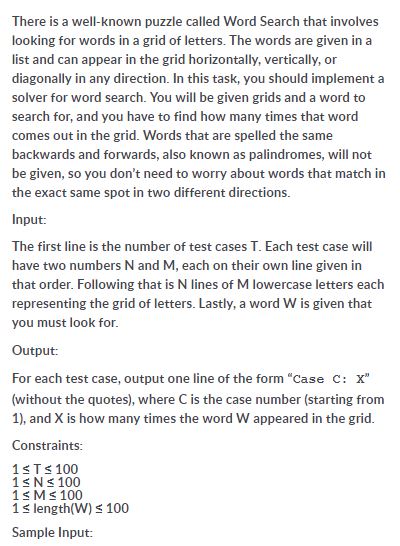 There is a well-known puzzle called Word Search that involves
looking for words in a grid of letters. The words are given in a
list and can appear in the grid horizontally, vertically, or
diagonally in any direction. In this task, you should implement a
solver for word search. You will be given grids and a word to
search for, and you have to find how many times that word
comes out in the grid. Words that are spelled the same
backwards and forwards, also known as palindromes, will not
be given, so you don't need to worry about words that match in
the exact same spot in two different directions.
Input:
The first line is the number of test cases T. Each test case will
have two numbers N and M, each on their own line given in
that order. Following that is N lines of M lowercase letters each
representing the grid of letters. Lastly, a word W is given that
you must look for.
Output:
For each test case, output one line of the form “Case C: X”
(without the quotes), where C is the case number (starting from
1), and X is how many times the word W appeared in the grid.
Constraints:
1 ≤ T ≤ 100
1 ≤ N ≤ 100
1 ≤ M ≤ 100
1 ≤ length(W) ≤ 100
Sample Input: